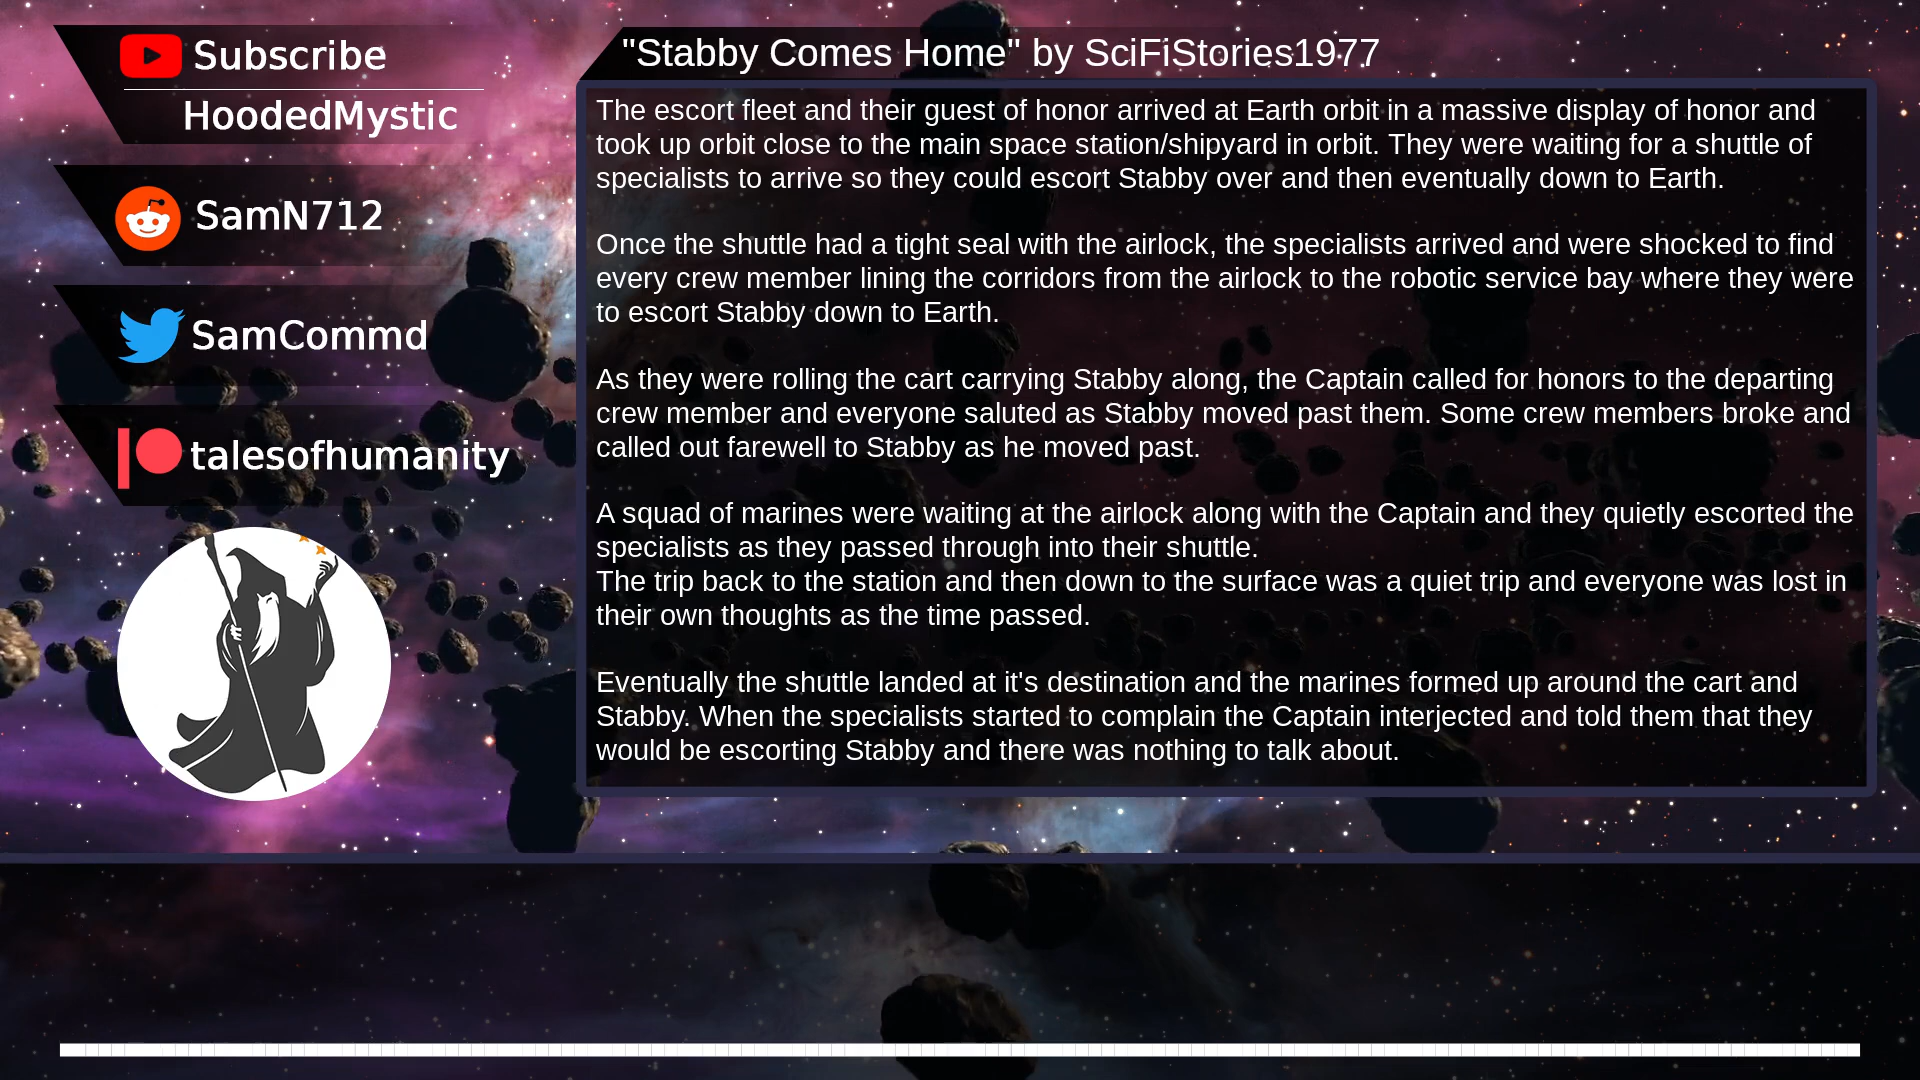 Subscribe
HoodedMystic
SamN712
SamCommd
talesofhumanity
"Stabby Comes Home" by SciFiStories1977
The escort fleet and their guest of honor arrived at Earth orbit in a massive display of honor and
took up orbit close to the main space station/shipyard in orbit. They were waiting for a shuttle of
specialists to arrive so they could escort Stabby over and then eventually down to Earth.
Once the shuttle had a tight seal with the airlock, the specialists arrived and were shocked to find
every crew member lining the corridors from the airlock to the robotic service bay where they were
to escort Stabby down to Earth.
As they were rolling the cart carrying Stabby along, the Captain called for honors to the departing
crew member and everyone saluted as Stabby moved past them. Some crew members broke and
called out farewell to Stabby as he moved past.
A squad of marines were waiting at the airlock along with the Captain and they quietly escorted the
specialists as they passed through into their shuttle.
The trip back to the station and then down to the surface was a quiet trip and everyone was lost in
their own thoughts as the time passed.
Eventually the shuttle landed at it's destination and the marines formed up around the cart and
Stabby. When the specialists started to complain the Captain interjected and told them that they
would be escorting Stabby and there was nothing to talk about.